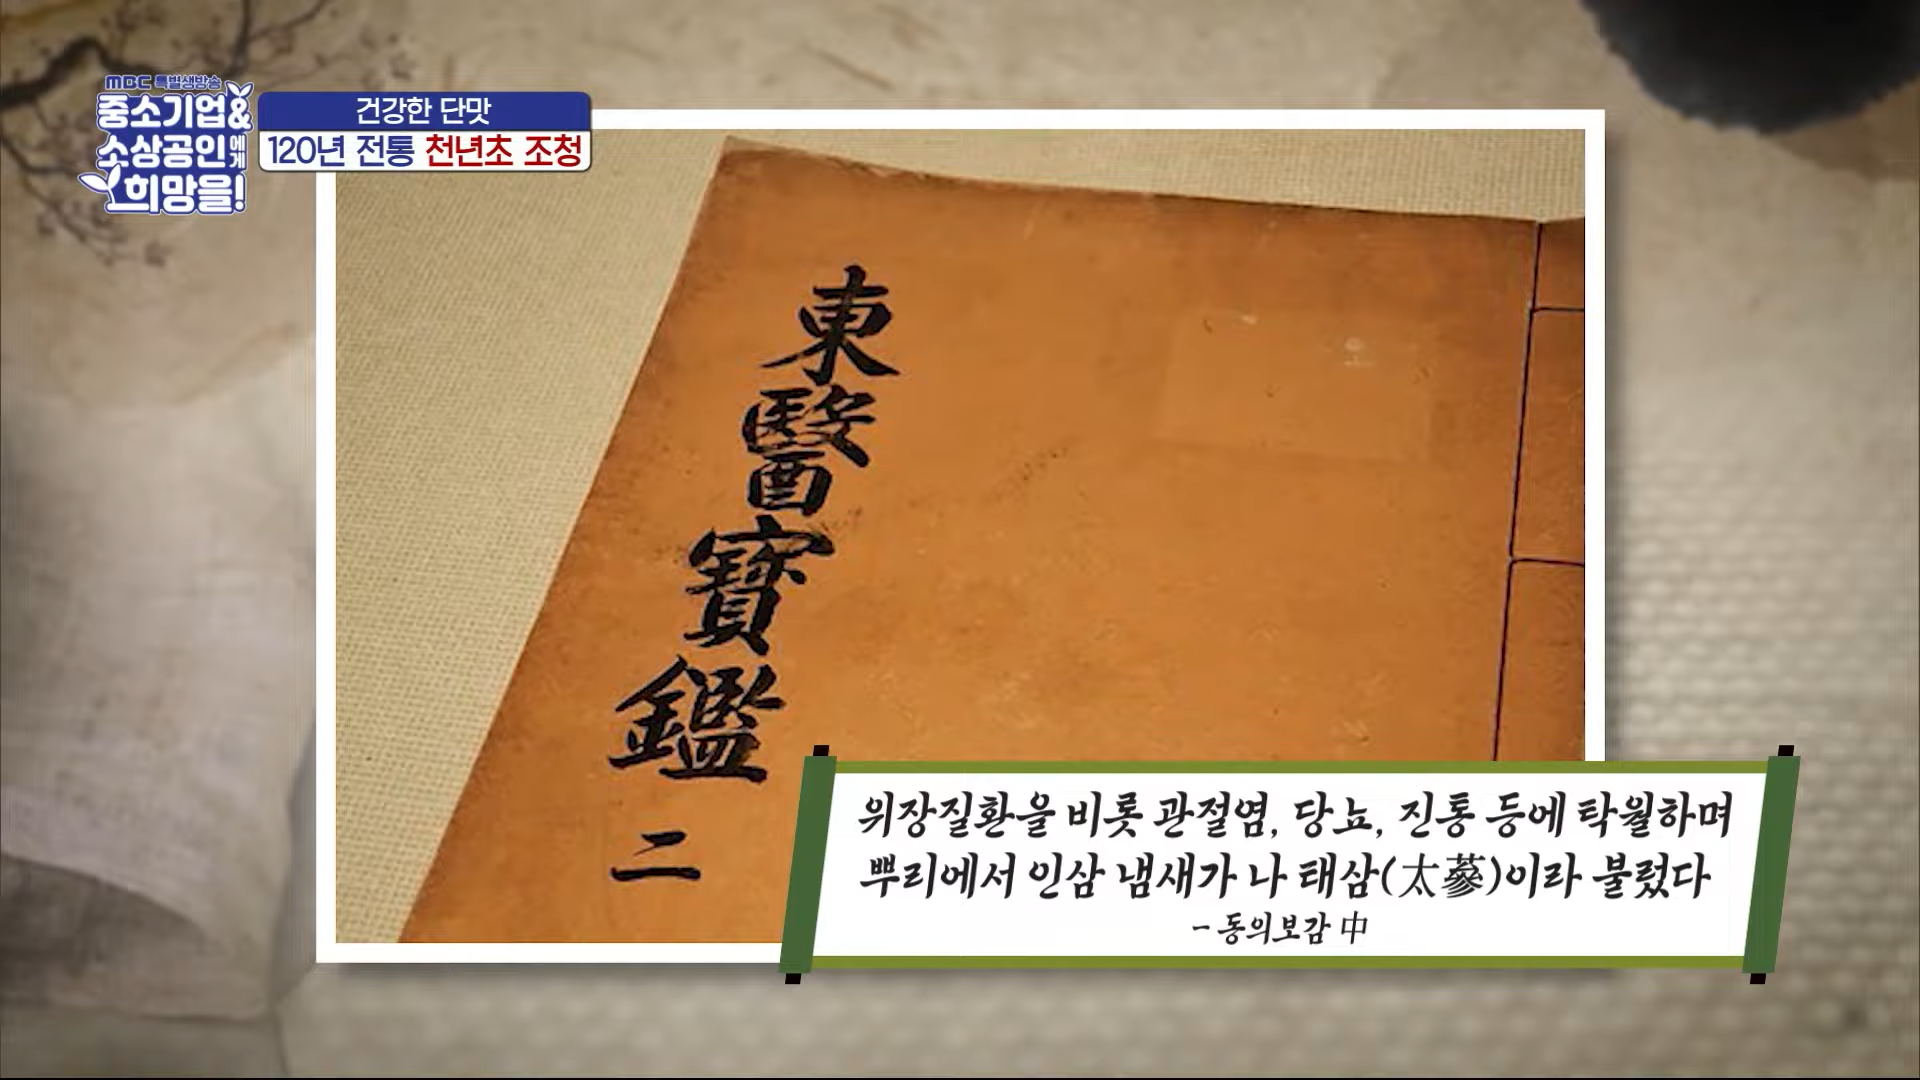 MBC 특별생방송
중소기업&
소상공인에게
희망을!
건강한 단맛
120년 전통 천년초 조청
東
醫
寶
鑑
二
위장질환을 비롯 관절염, 당뇨, 진통 등에 탁월하며
뿌리에서 인삼 냄새가 나 태삼(太蔘)이라 불렀다
- 동의보감 中